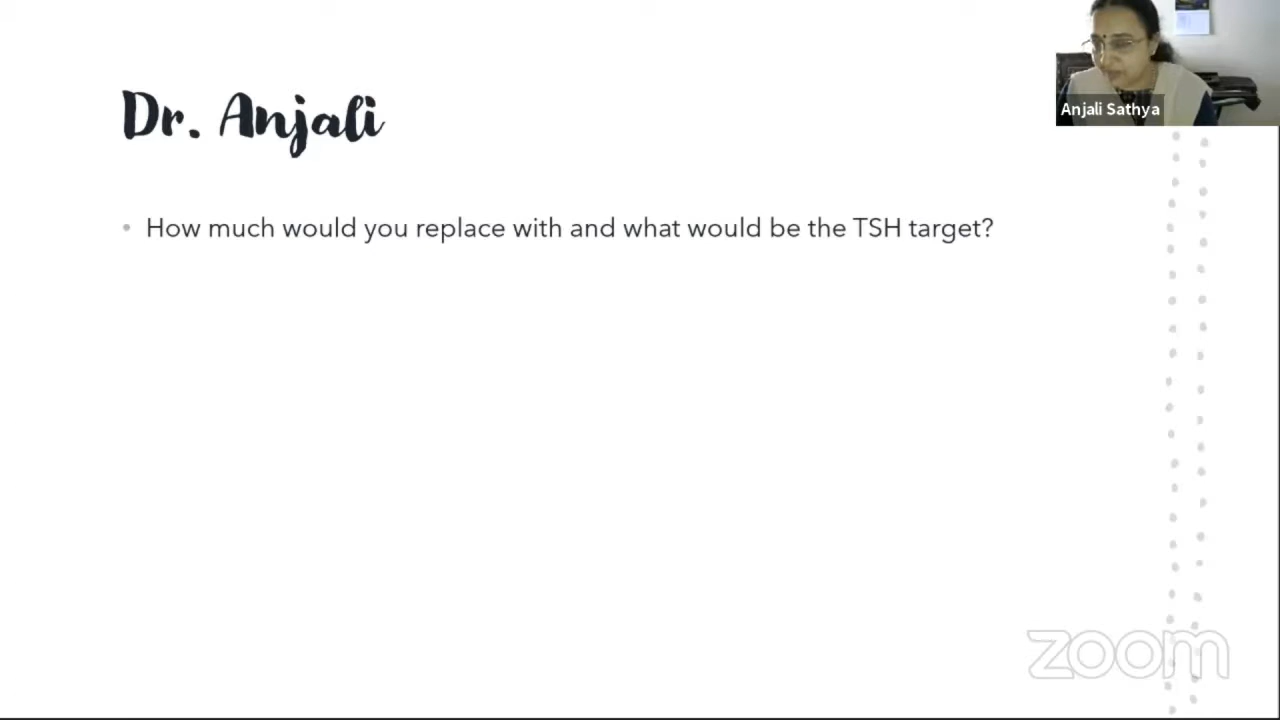 Dr. Anjali
Anjali Sathya
• How much would you replace with and what would be the TSH target?
zoom